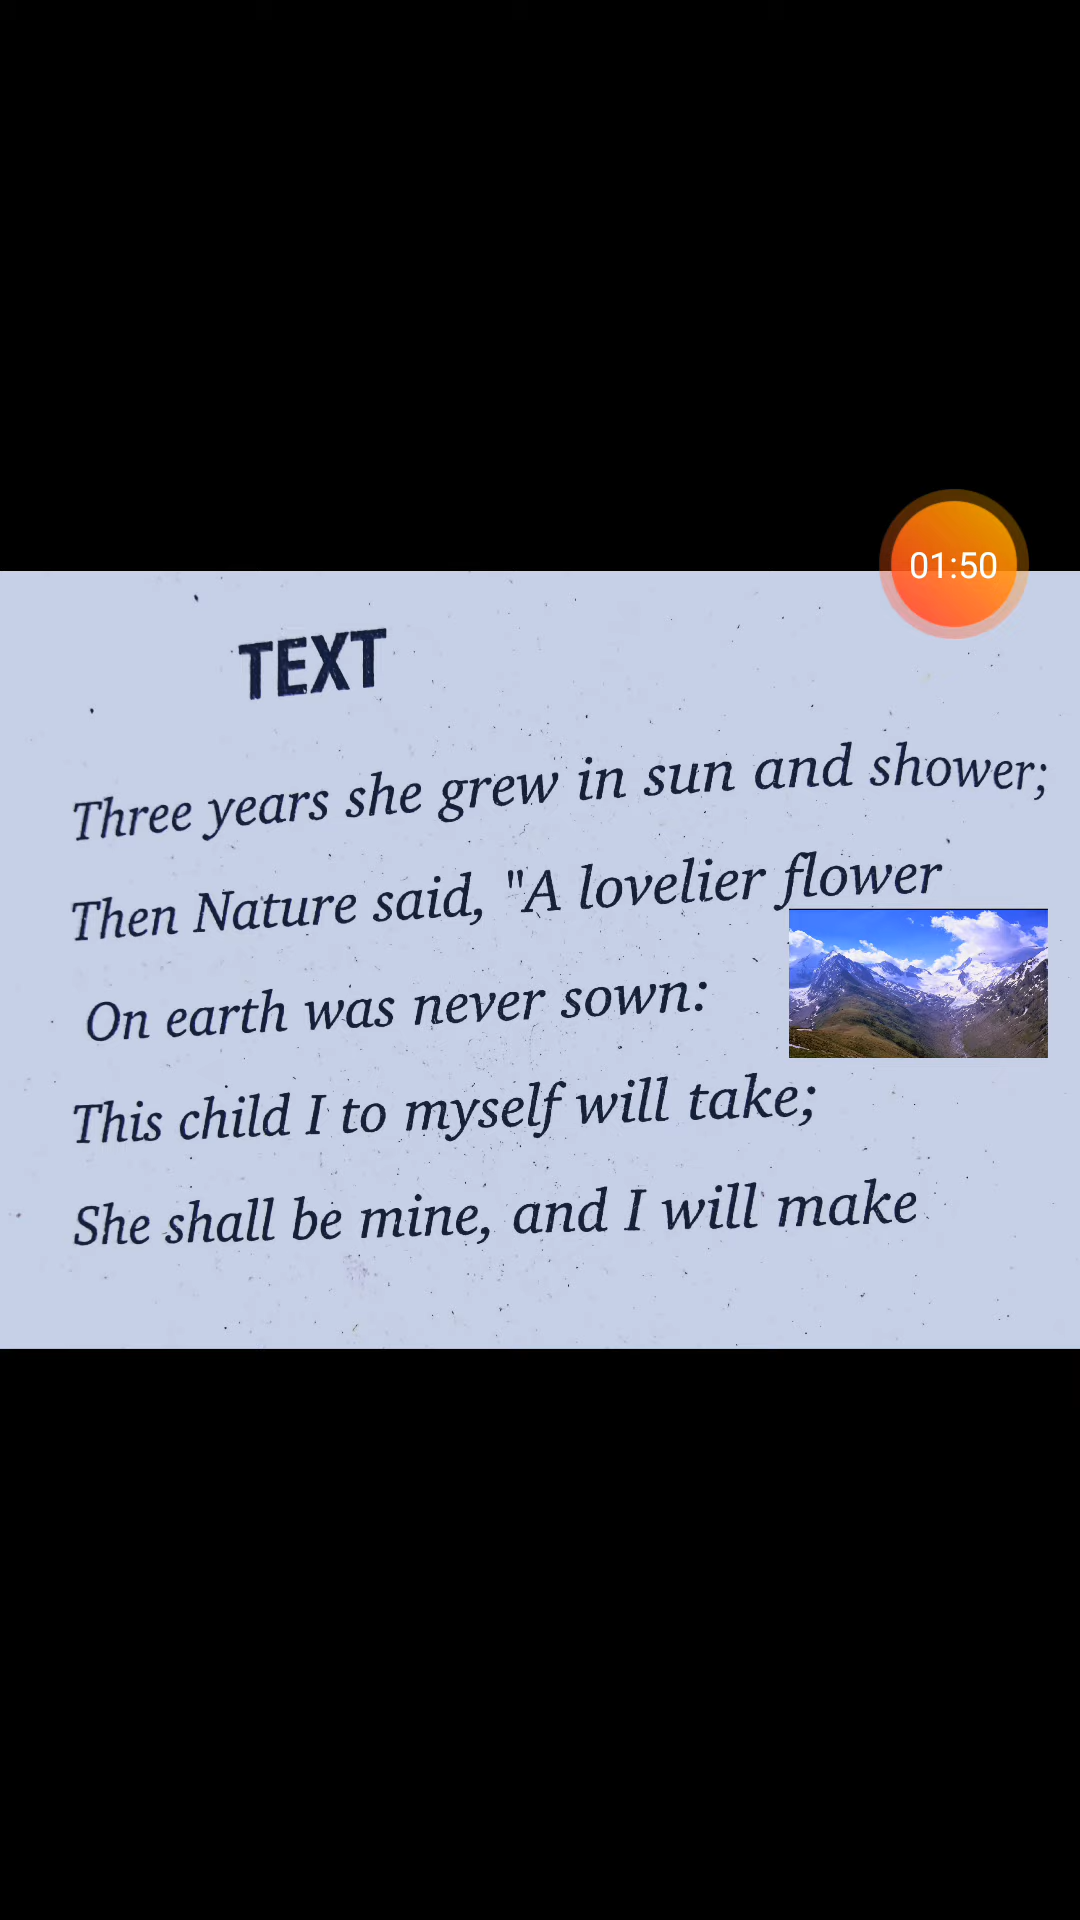 01:50
TEXT
Three years she grew in sun and shower;
Then Nature said, "A lovelier flower
On earth was never sown:
This child I to myself will take;
She shall be mine, and I will make